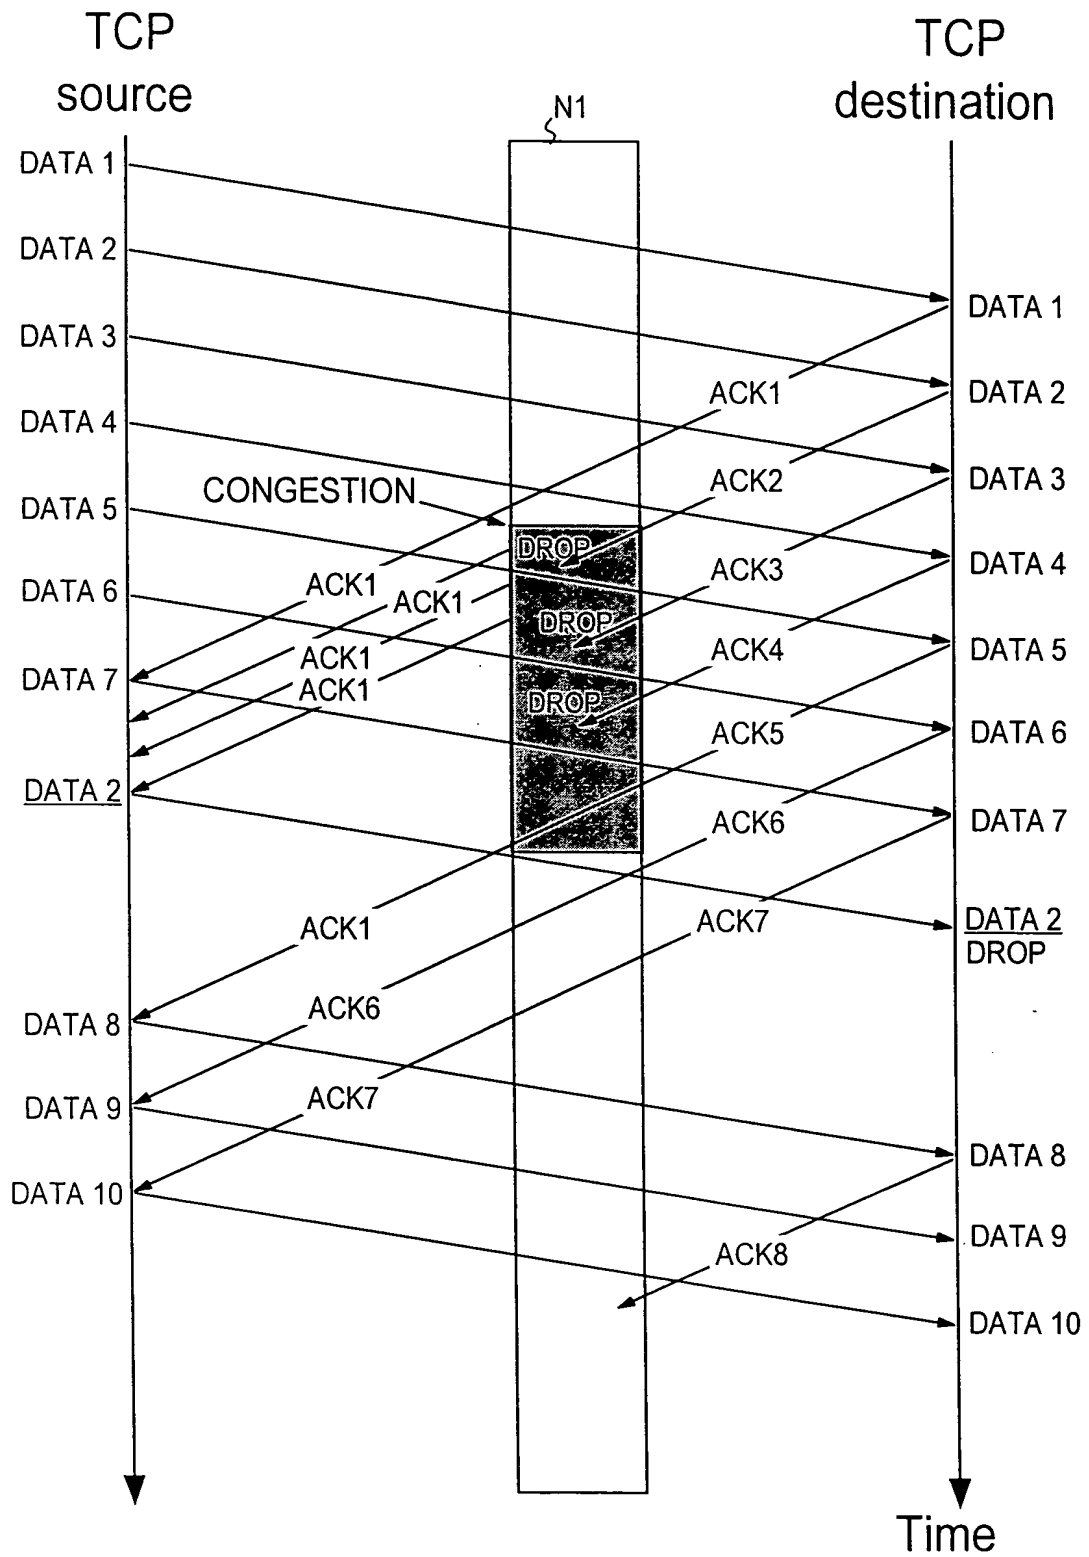 TCP
source
TCP
destination
N1
DATA 1
DATA 2
DATA 1
DATA 3
ACK1
DATA 2
DATA 4
ACK2
DATA 3
CONGESTION
DATA 5
DROP
ACK3
DATA 4
ACK1
ACK1
DATA 6
DROP
ACK4
DATA 5
ACK1
ACK1
DATA 7
DROP
ACK5
DATA 6
DATA 2
ACK6
DATA 7
ACK1
ACK7
DATA 2
DROP
ACK6
DATA 8
ACK7
DATA 9
DATA 8
DATA 10
ACK8
DATA 9
DATA 10
Time